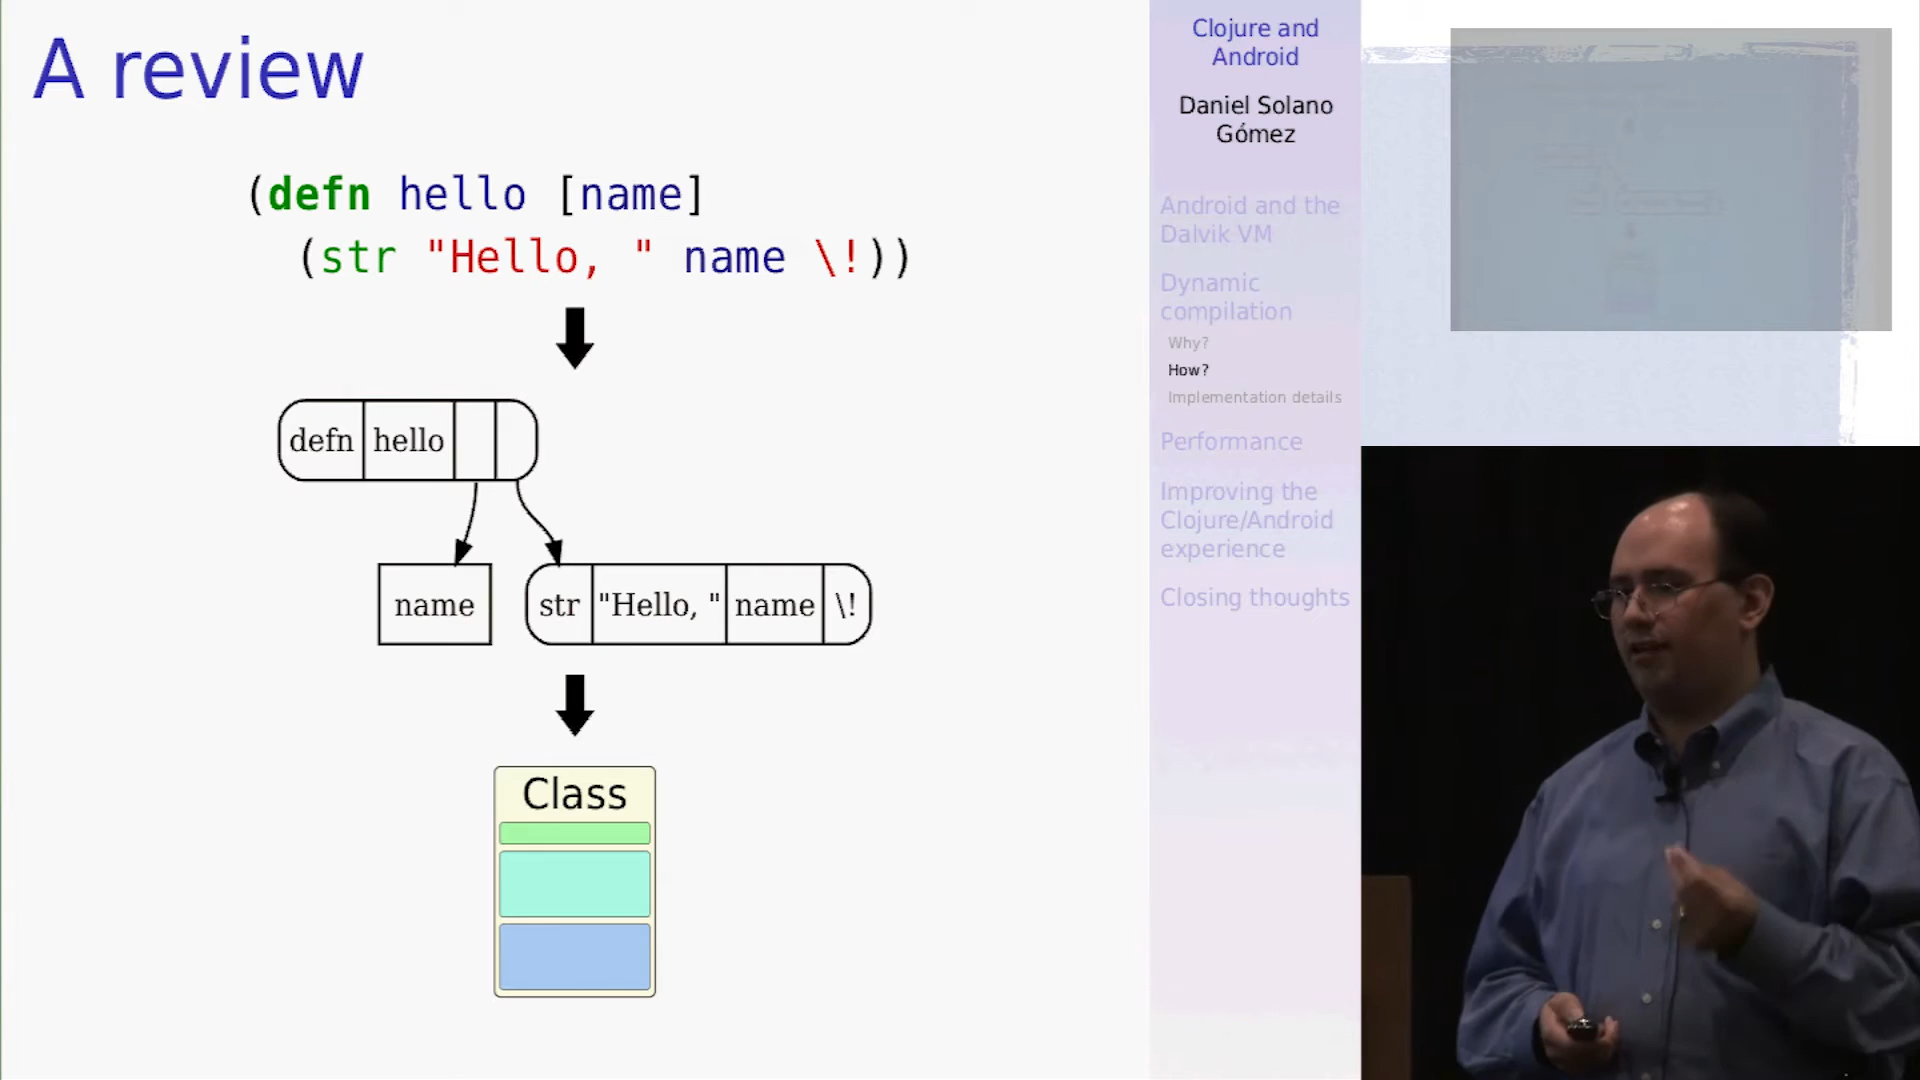 A review
(defn hello [name]
(str "Hello, " name \!))
defn hello
name
str "Hello, " name \!
Class
Clojure and
Android
Daniel Solano
Gómez
Android and the
Dalvik VM
Dynamic
compilation
Why?
How?
Implementation details
Performance
Improving the
Clojure/Android
experience
Closing thoughts